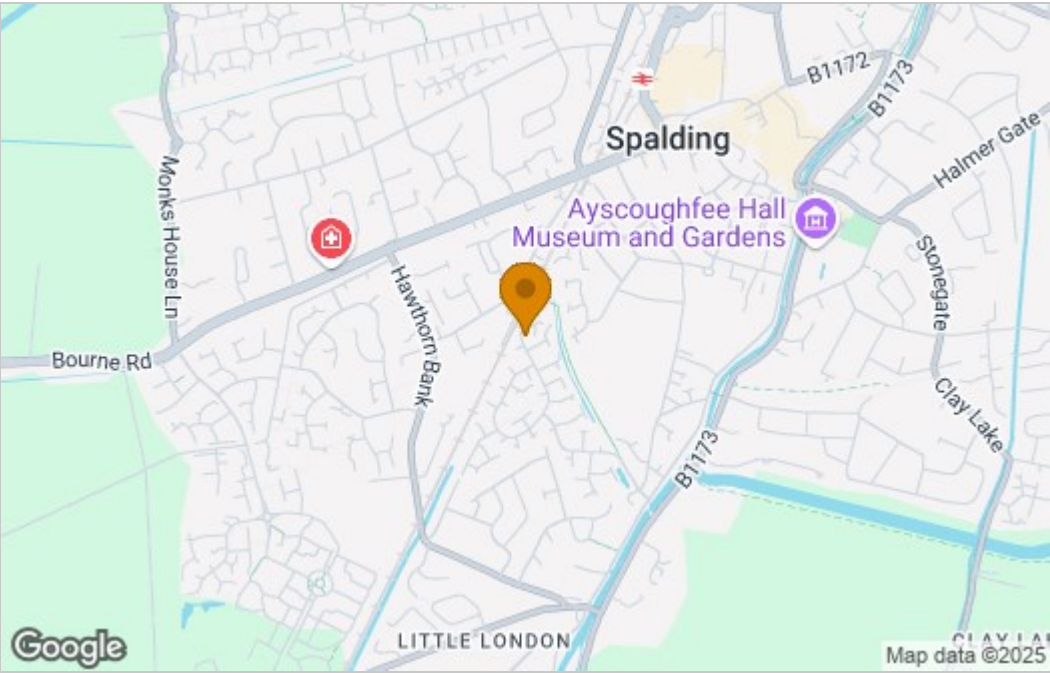 B1172
B1173
Spalding
Halmer Gate
Monks House Ln
Ayscoughfee Hall
Museum and Gardens
M
Stonegate
Hawthorn Bank
Bourne Rd
Clay Lake
B1173
LITTLE LONDON
Google
Map data ©2025